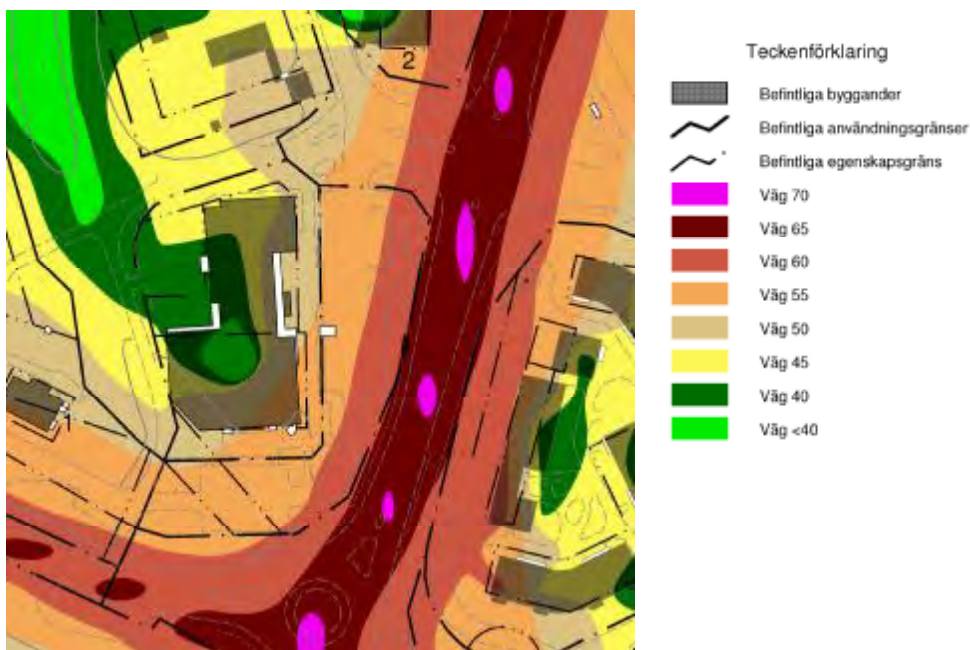 2
Teckenförklaring
Befintliga byggander
Befintliga användningsgränser
Befintliga egenskapsgräns
Väg 70
Väg 65
Väg 60
Väg 55
Väg 50
Väg 45
Väg 40
Väg <40